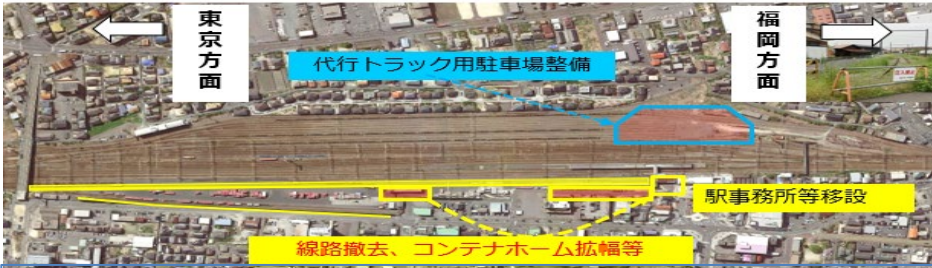 東京方面
福岡方面
代行トラック用駐車場整備
駅事務所等移設
線路撤去、コンテナホーム拡幅等